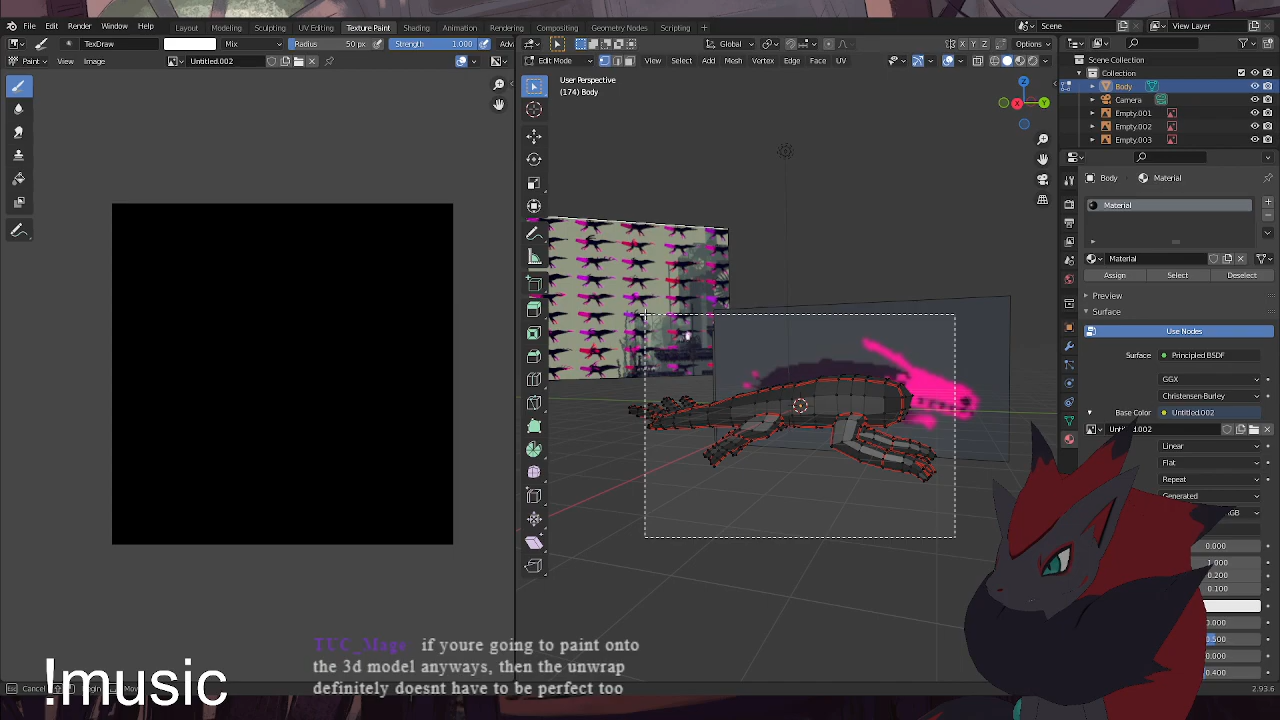 File Edit Render Window Help Layout Modeling Sculpting UV Editing Texture Paint Shading Animation Rendering Compositing Geometry Nodes Scripting + Scene View Layer
TexDraw Mix Radius 50 px Strength 1.000 Adv Global X Y Z Options
Paint View Image Untitled.002 Edit Mode View Select Add Mesh Vertex Edge Face UV
User Perspective
(174) Body
Scene Collection
Collection
Body
Camera
Empty.001
Empty.002
Empty.003
Body Material
Material
Material
Assign Select Deselect
Preview
Surface
Use Nodes
Surface Principled BSDF
GGX
Christensen-Burley
Base Color Untitled.002
Linear
Flat
Repeat
Generated
0.000
1.000
0.200
0.100
0.000
0.500
0.000
0.400
TUC_Mage if youre going to paint onto
the 3d model anyways, then the unwrap
definitely doesnt have to be perfect too
!music
Cancel
2.93.6